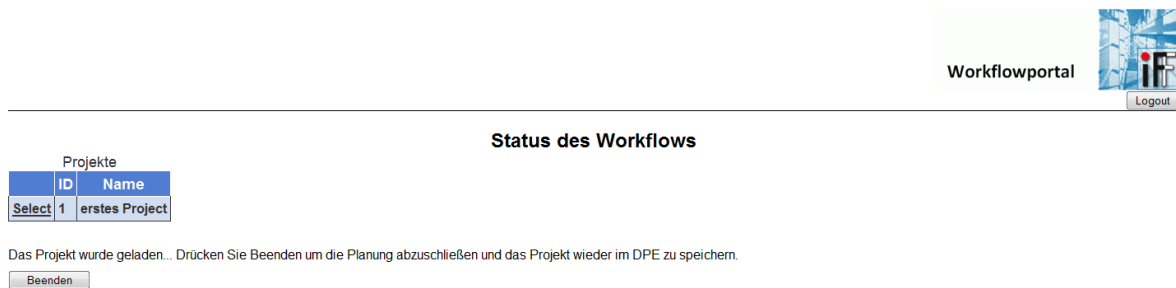 Workflowportal
iFF
Logout
Status des Workflows
Projekte
ID Name
Select 1 erstes Project
Das Projekt wurde geladen... Drücken Sie Beenden um die Planung abzuschließen und das Projekt wieder im DPE zu speichern.
Beenden